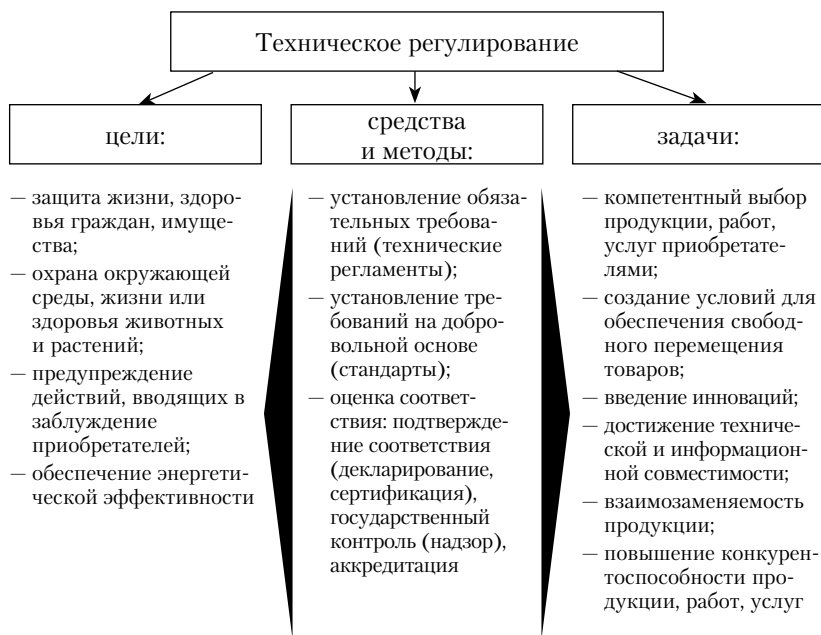 Техническое регулирование
цели:
— защита жизни, здоро-
вья граждан, имуще-
ства;
— охрана окружающей
среды, жизни или
здоровья животных
и растений;
— предупреждение
действий, вводящих в
заблуждение
приобретателей;
— обеспечение энергети-
ческой эффективности
средства
и методы:
— установление обяза-
тельных требова-
ний (технические
регламенты);
— установление тре-
бований на добро-
вольной основе
(стандарты);
— оценка соответ-
ствия: подтвержде-
ние соответствия
(декларирование,
сертификация),
государственный
контроль (надзор),
аккредитация
задачи:
— компетентный выбор
продукции, работ,
услуг приобретате-
лями;
— создание условий для
обеспечения свобод-
ного перемещения
товаров;
— введение инноваций;
— достижение техниче-
ской и информацион-
ной совместимости;
— взаимозаменяемость
продукции;
— повышение конкурен-
тоспособности про-
дукции, работ, услуг